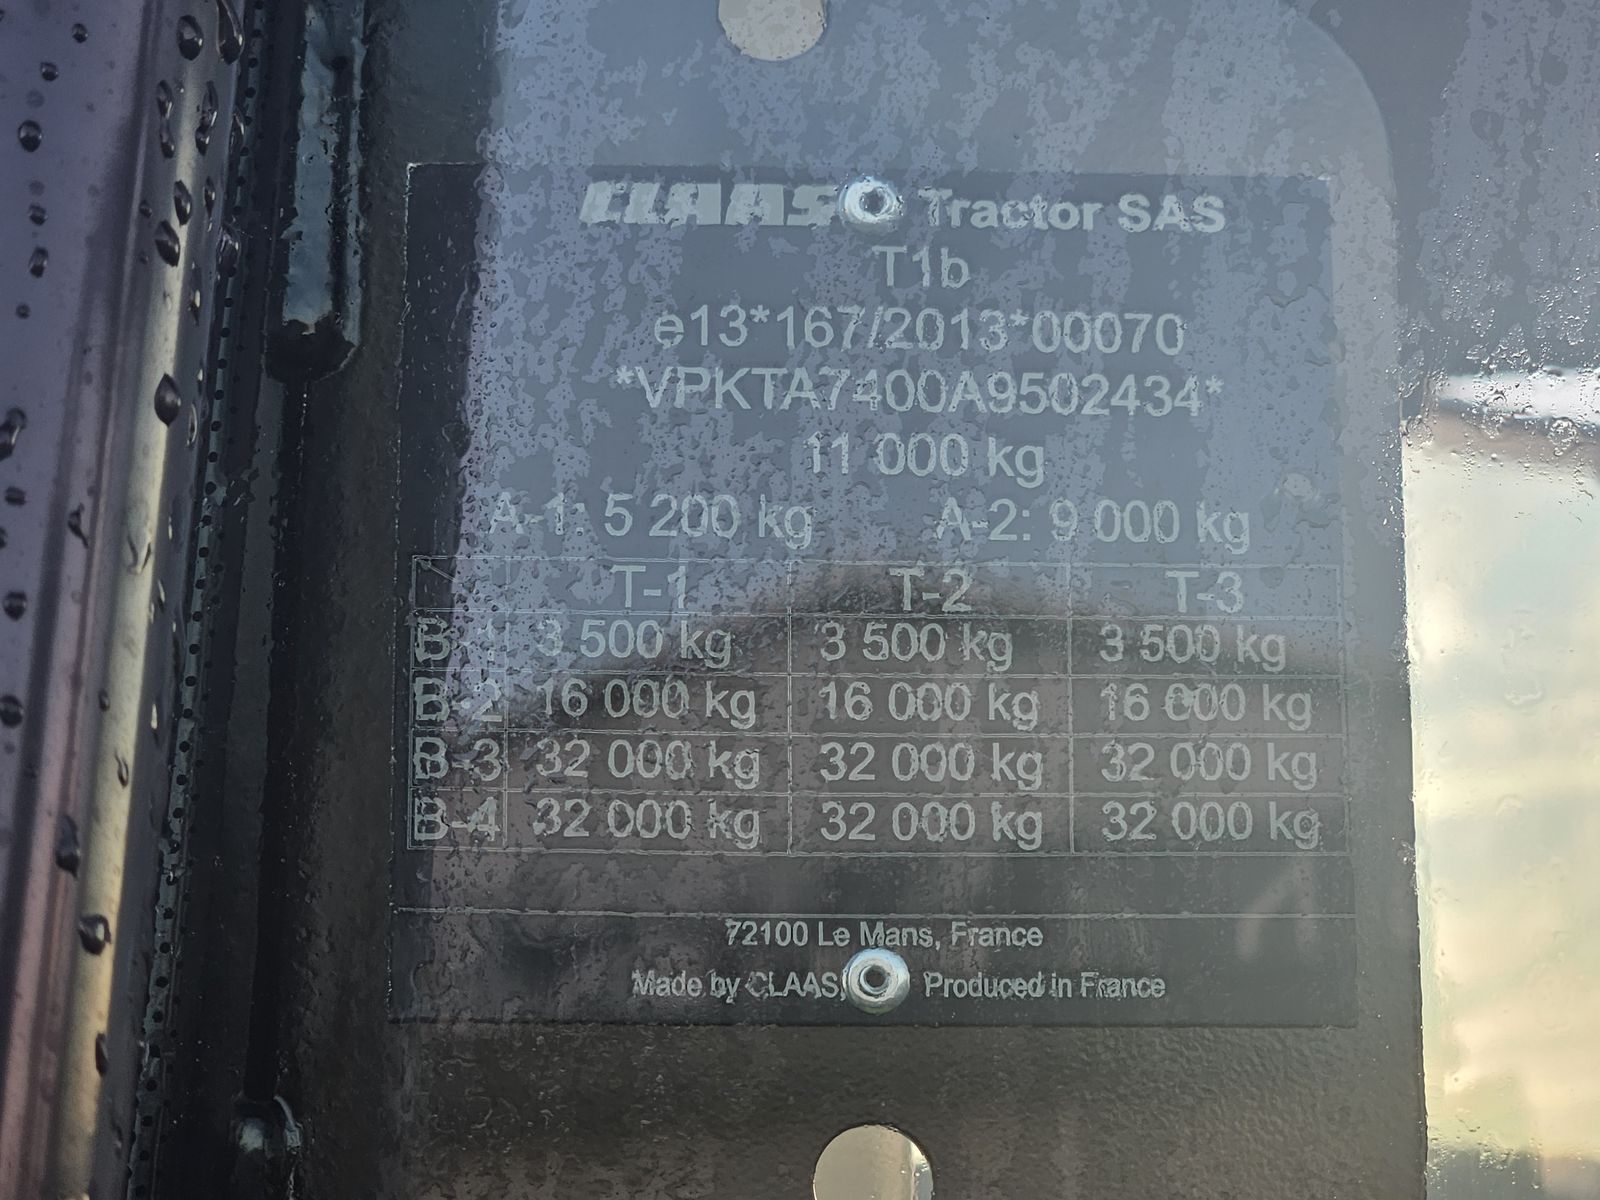 CLAAS Tractor SAS
T1b
e13*167/2013*00070
*VPKTA7400A9502434*
11 000 kg
A-1: 5 200 kg A-2: 9 000 kg
T-1 T-2 T-3
B-1 3 500 kg 3 500 kg 3 500 kg
B-2 16 000 kg 16 000 kg 16 000 kg
B-3 32 000 kg 32 000 kg 32 000 kg
B-4 32 000 kg 32 000 kg 32 000 kg
72100 Le Mans, France
Made by CLAAS, Produced in France